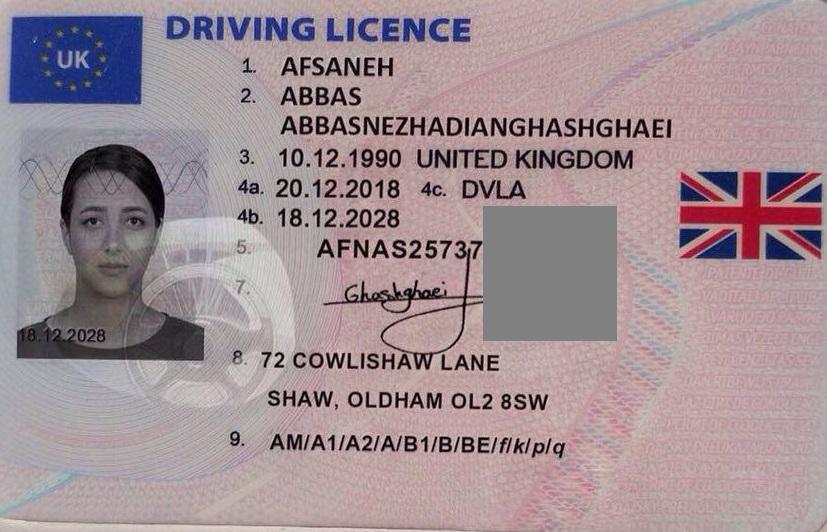 UK
DRIVING LICENCE
1. AFSANEH
2. ABBAS
ABBASNEZHADIANGHASHGHAEI
3. 10.12.1990 UNITED KINGDOM
4a. 20.12.2018 4c. DVLA
4b. 18.12.2028
5. AFNAS25737
7. Ghashghaei
18.12.2028
8. 72 COWLISHAW LANE
SHAW, OLDHAM OL2 8SW
9. AM/A1/A2/A/B1/B/BE/f/k/p/q